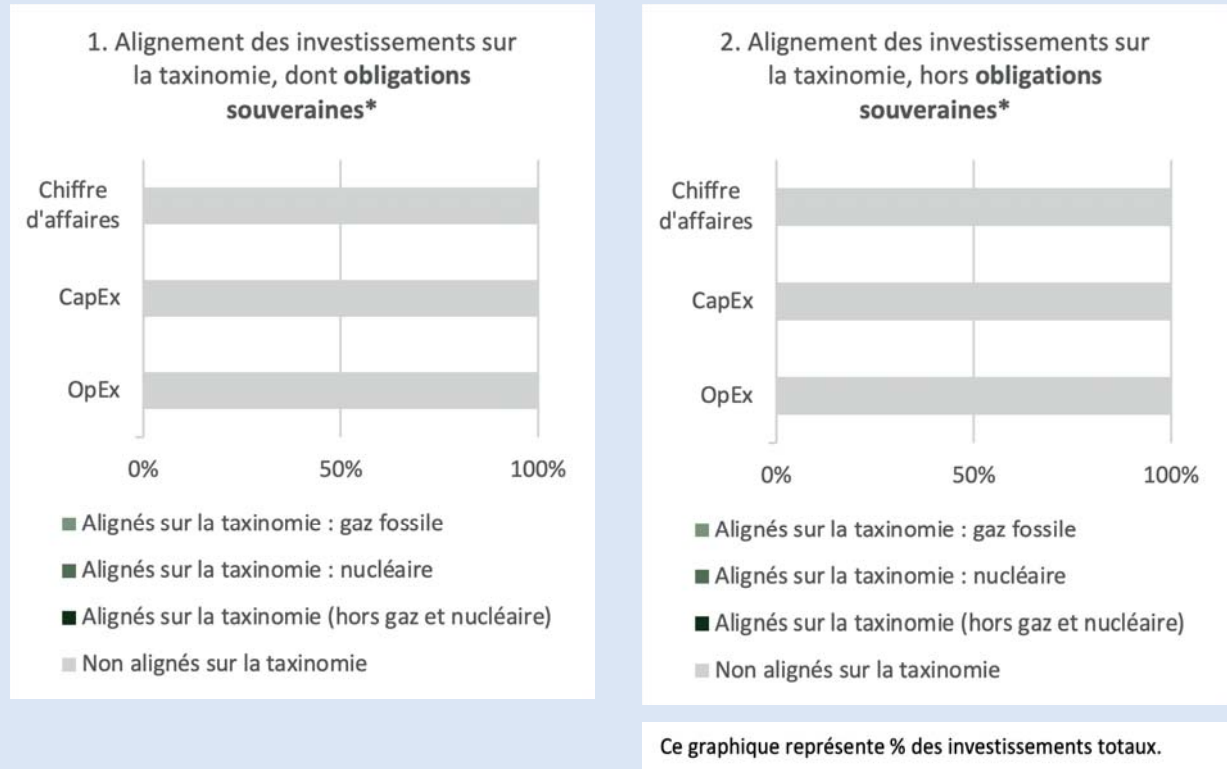 1. Alignement des investissements sur
la taxinomie, dont obligations
souveraines*
Chiffre
d'affaires
CapEx
OpEx
0%
50%
100%
Alignés sur la taxinomie : gaz fossile
Alignés sur la taxinomie : nucléaire
Alignés sur la taxinomie (hors gaz et nucléaire)
Non alignés sur la taxinomie
2. Alignement des investissements sur
la taxinomie, hors obligations
souveraines*
Chiffre
d'affaires
CapEx
OpEx
0%
50%
100%
Alignés sur la taxinomie : gaz fossile
Alignés sur la taxinomie : nucléaire
Alignés sur la taxinomie (hors gaz et nucléaire)
Non alignés sur la taxinomie
Ce graphique représente % des investissements totaux.